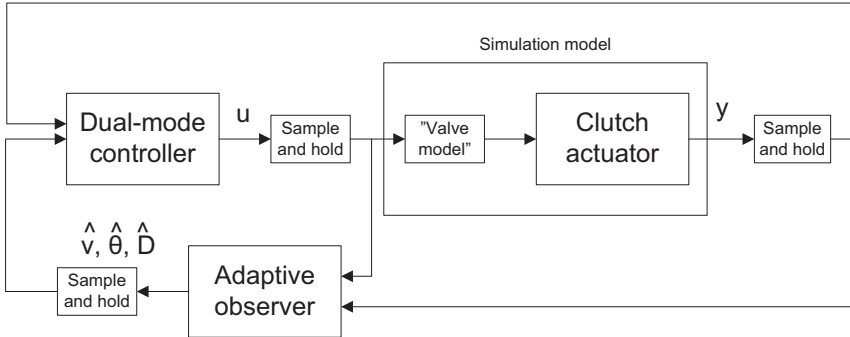 Simulation model
Dual-mode
controller
u
Sample
and hold
"Valve
model"
Clutch
actuator
y
Sample
and hold
v̂, θ̂, D̂
Sample
and hold
Adaptive
observer